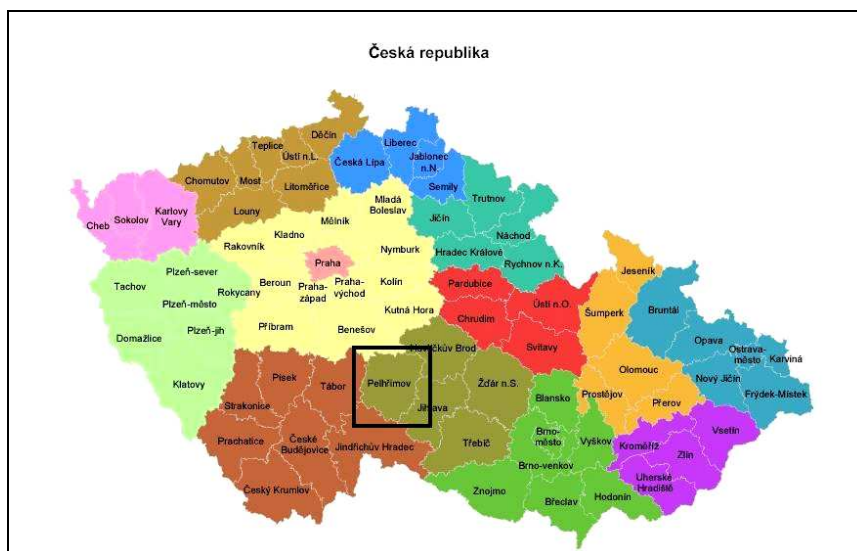 Česká republika
Děčín
Teplice
Ústí n.L.
Liberec
Česká Lípa
Jablonec
n.N
Chomutov
Most
Litoměřice
Semily
Trutnov
Louny
Mladá
Boleslav
Karlovy
Vary
Sokolov
Cheb
Mělník
Jičín
Náchod
Kladno
Rakovník
Nymburk
Hradec Králové
Rychnov n.K.
Praha
Jeseník
Plzeň-sever
Tachov
Rokycany
Beroun
Praha-
západ
Praha-
východ
Kolín
Pardubice
Ústí n.O.
Plzeň-město
Kutná Hora
Chrudim
Šumperk
Bruntál
Domažlice
Plzeň-jih
Příbram
Benešov
Svitavy
Opava
Ostrava-
město
Karviná
Havlíčkův Brod
Olomouc
Nový Jičín
Klatovy
Písek
Tábor
Pelhřimov
Žďár n.S.
Blansko
Prostějov
Přerov
Frýdek-Místek
Strakonice
Jihlava
Prachatice
České
Budějovice
Jindřichův Hradec
Třebíč
Brno-
město
Vyškov
Kroměříž
Vsetín
Zlín
Brno-venkov
Uherské
Hradiště
Český Krumlov
Znojmo
Břeclav
Hodonín